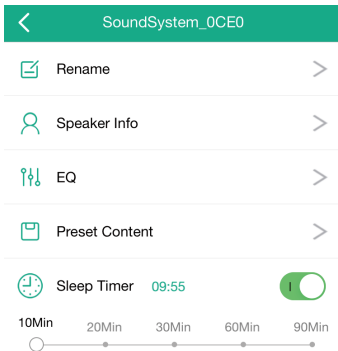 SoundSystem_0CE0
Rename
Speaker Info
EQ
Preset Content
Sleep Timer 09:55
10Min 20Min 30Min 60Min 90Min